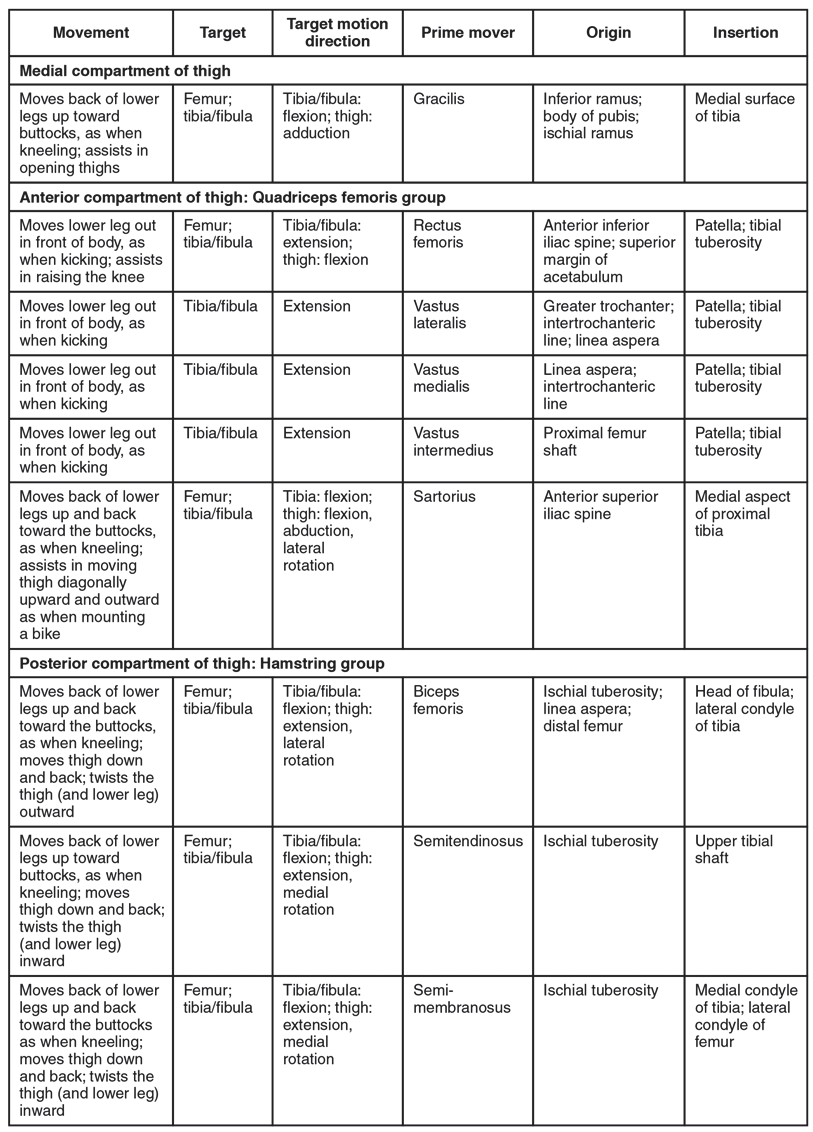 Movement
Target
Target motion
direction
Prime mover
Origin
Insertion
Medial compartment of thigh
Moves back of lower
legs up toward
buttocks, as when
kneeling; assists in
opening thighs
Femur;
tibia/fibula
Tibia/fibula:
flexion; thigh:
adduction
Gracilis
Inferior ramus;
body of pubis;
ischial ramus
Medial surface
of tibia
Anterior compartment of thigh: Quadriceps femoris group
Moves lower leg out
in front of body, as
when kicking; assists
in raising the knee
Femur;
tibia/fibula
Tibia/fibula:
extension;
thigh: flexion
Rectus
femoris
Anterior inferior
iliac spine; superior
margin of
acetabulum
Patella; tibial
tuberosity
Moves lower leg out
in front of body, as
when kicking
Tibia/fibula
Extension
Vastus
lateralis
Greater trochanter;
intertrochanteric
line; linea aspera
Patella; tibial
tuberosity
Moves lower leg out
in front of body, as
when kicking
Tibia/fibula
Extension
Vastus
medialis
Linea aspera;
intertrochanteric
line
Patella; tibial
tuberosity
Moves lower leg out
in front of body, as
when kicking
Tibia/fibula
Extension
Vastus
intermedius
Proximal femur
shaft
Patella; tibial
tuberosity
Moves back of lower
legs up and back
toward the buttocks,
as when kneeling;
assists in moving
thigh diagonally
upward and outward
as when mounting
a bike
Femur;
tibia/fibula
Tibia: flexion;
thigh: flexion,
abduction,
lateral
rotation
Sartorius
Anterior superior
iliac spine
Medial aspect
of proximal
tibia
Posterior compartment of thigh: Hamstring group
Moves back of lower
legs up and back
toward the buttocks,
as when kneeling;
moves thigh down
and back; twists the
thigh (and lower leg)
outward
Femur;
tibia/fibula
Tibia/fibula:
flexion; thigh:
extension,
lateral
rotation
Biceps
femoris
Ischial tuberosity;
linea aspera;
distal femur
Head of fibula;
lateral condyle
of tibia
Moves back of lower
legs up toward
buttocks, as when
kneeling; moves
thigh down and back;
twists the thigh
(and lower leg)
inward
Femur;
tibia/fibula
Tibia/fibula:
flexion; thigh:
extension,
medial
rotation
Semitendinosus
Ischial tuberosity
Upper tibial
shaft
Moves back of lower
legs up and back
toward the buttocks
as when kneeling;
moves thigh down
and back; twists the
thigh (and lower leg)
inward
Femur;
tibia/fibula
Tibia/fibula:
flexion; thigh:
extension,
medial
rotation
Semi-
membranosus
Ischial tuberosity
Medial condyle
of tibia; lateral
condyle of
femur